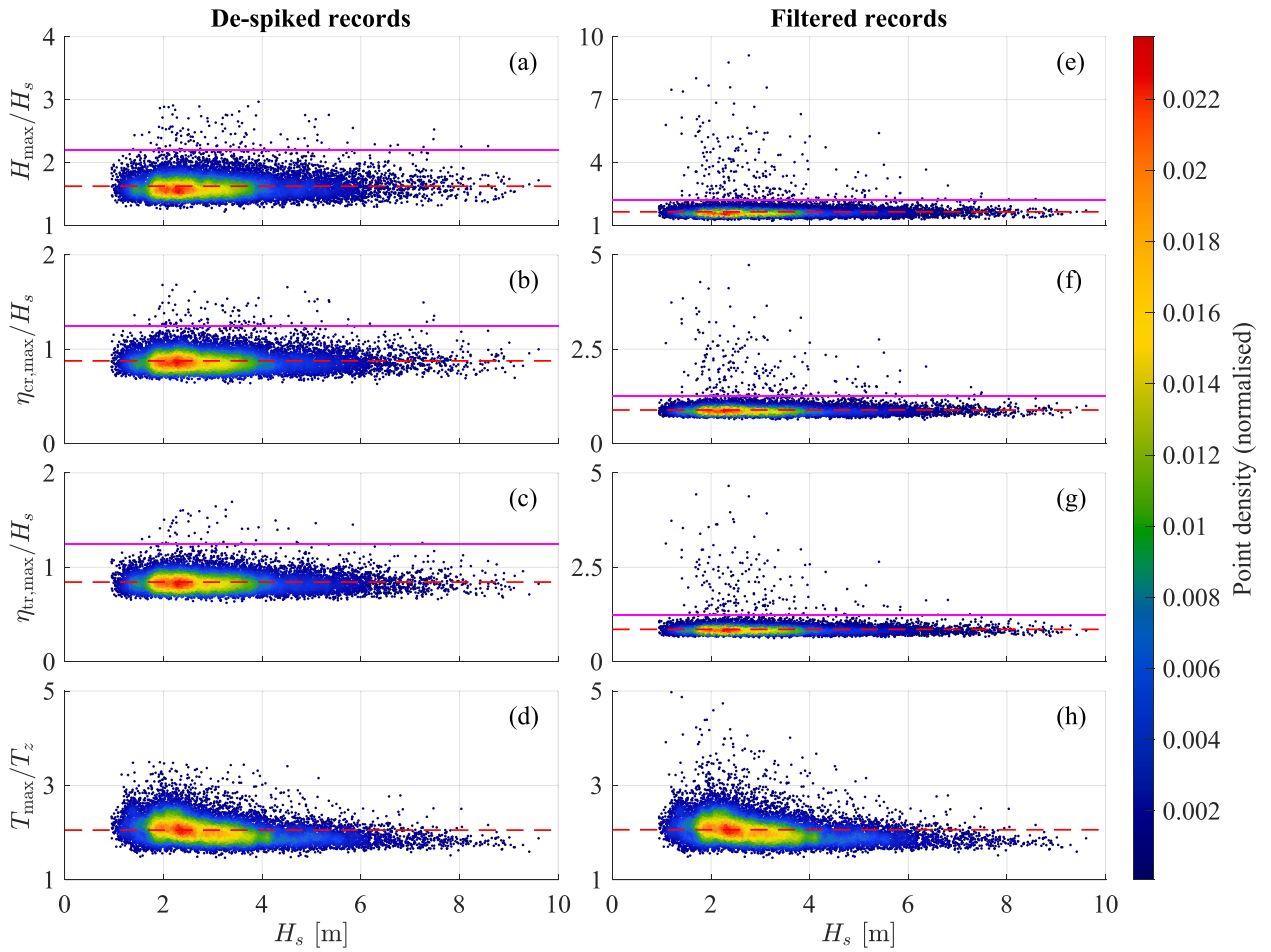 De-spiked records
Filtered records
4
3
2
1
H_max/H_s
(a)
10
7
4
1
(e)
2
1
0
η_cr,max/H_s
(b)
5
2.5
0
(f)
2
1
0
η_tr,max/H_s
(c)
5
2.5
0
(g)
5
3
1
T_max/T_z
(d)
5
3
1
(h)
0 2 4 6 8 10
H_s [m]
0 2 4 6 8 10
H_s [m]
0.022
0.02
0.018
0.016
0.014
0.012
0.01
0.008
0.006
0.004
0.002
Point density (normalised)